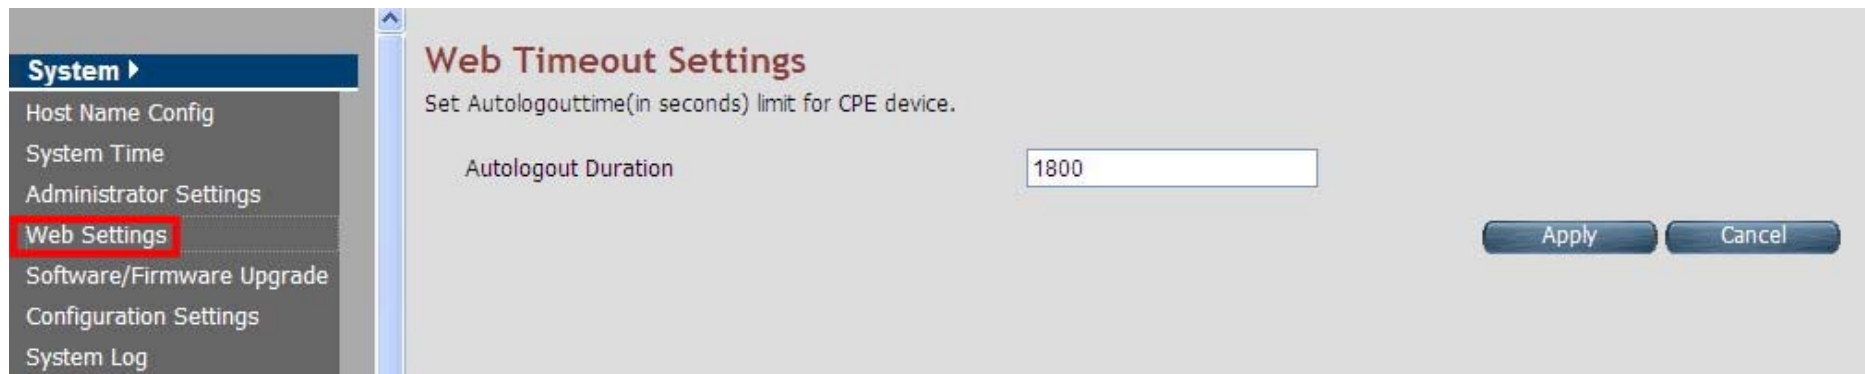 System
Host Name Config
System Time
Administrator Settings
Web Settings
Software/Firmware Upgrade
Configuration Settings
System Log
Web Timeout Settings
Set Autologouttime(in seconds) limit for CPE device.
Autologout Duration 1800
Apply Cancel